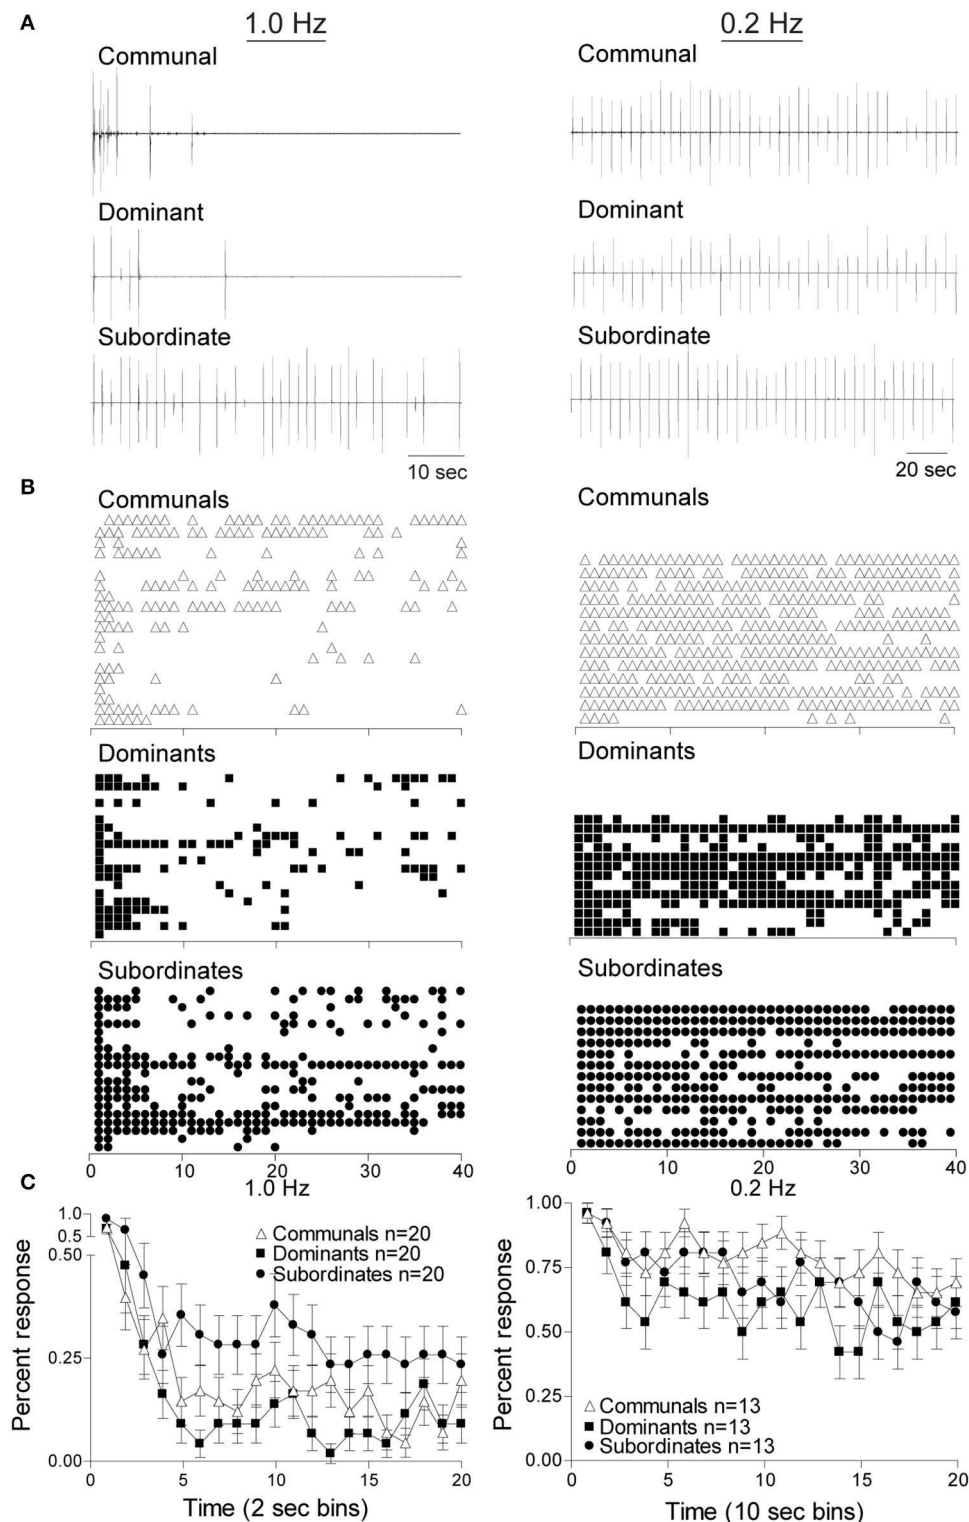 A
1.0 Hz
0.2 Hz
Communal
Communal
Dominant
Dominant
Subordinate
Subordinate
10 sec
20 sec
B
Communals
Communals
Dominants
Dominants
Subordinates
Subordinates
0 10 20 30 40
0 10 20 30 40
C
1.0 Hz
0.2 Hz
Percent response
1.0
0.5
0.50
0.25
0.00
Communals n=20
Dominants n=20
Subordinates n=20
0 5 10 15 20
Time (2 sec bins)
Percent response
1.00
0.75
0.50
0.25
0.00
Communals n=13
Dominants n=13
Subordinates n=13
0 5 10 15 20
Time (10 sec bins)